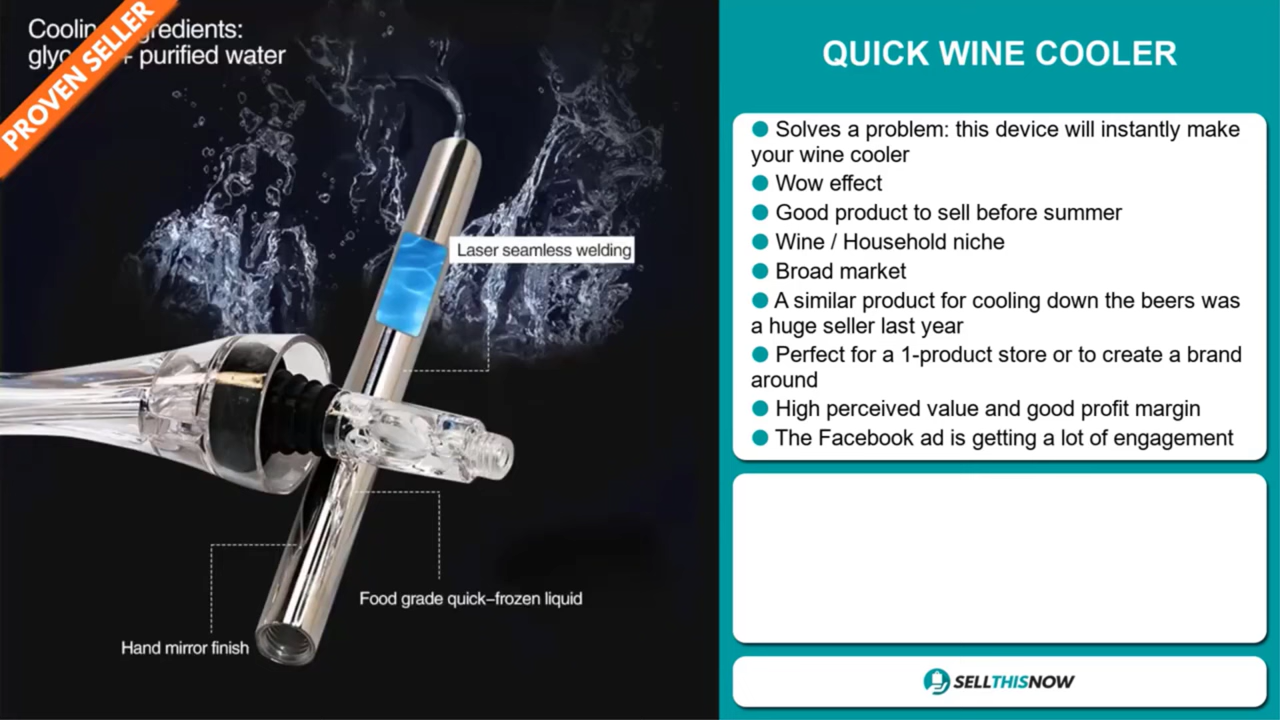 Coolin redients:
glyc + purified water
PROVEN SELLER
Laser seamless welding
Food grade quick-frozen liquid
Hand mirror finish
QUICK WINE COOLER
● Solves a problem: this device will instantly make
your wine cooler
● Wow effect
● Good product to sell before summer
● Wine / Household niche
● Broad market
● A similar product for cooling down the beers was
a huge seller last year
● Perfect for a 1-product store or to create a brand
around
● High perceived value and good profit margin
● The Facebook ad is getting a lot of engagement
SELLTHISNOW